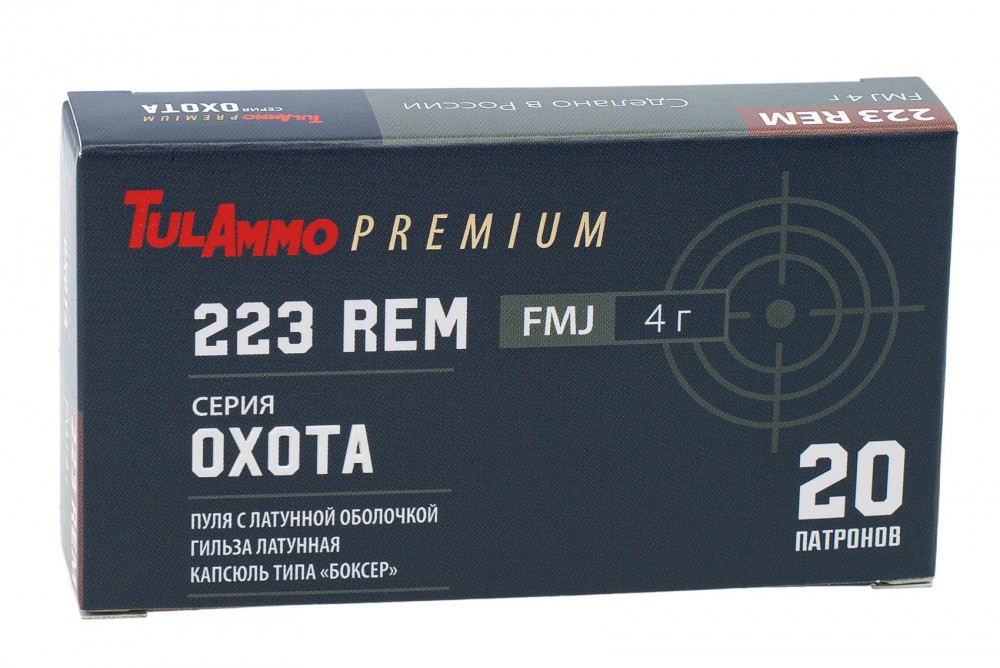 TULAMMO PREMIUM
СЕРИЯ ОХОТА
Сделано в России
223 REM
FMJ 4 г
TULAMMO PREMIUM
223 REM FMJ 4 г
СЕРИЯ
ОХОТА
ПУЛЯ С ЛАТУННОЙ ОБОЛОЧКОЙ
ГИЛЬЗА ЛАТУННАЯ
КАПСЮЛЬ ТИПА «БОКСЕР»
20
ПАТРОНОВ